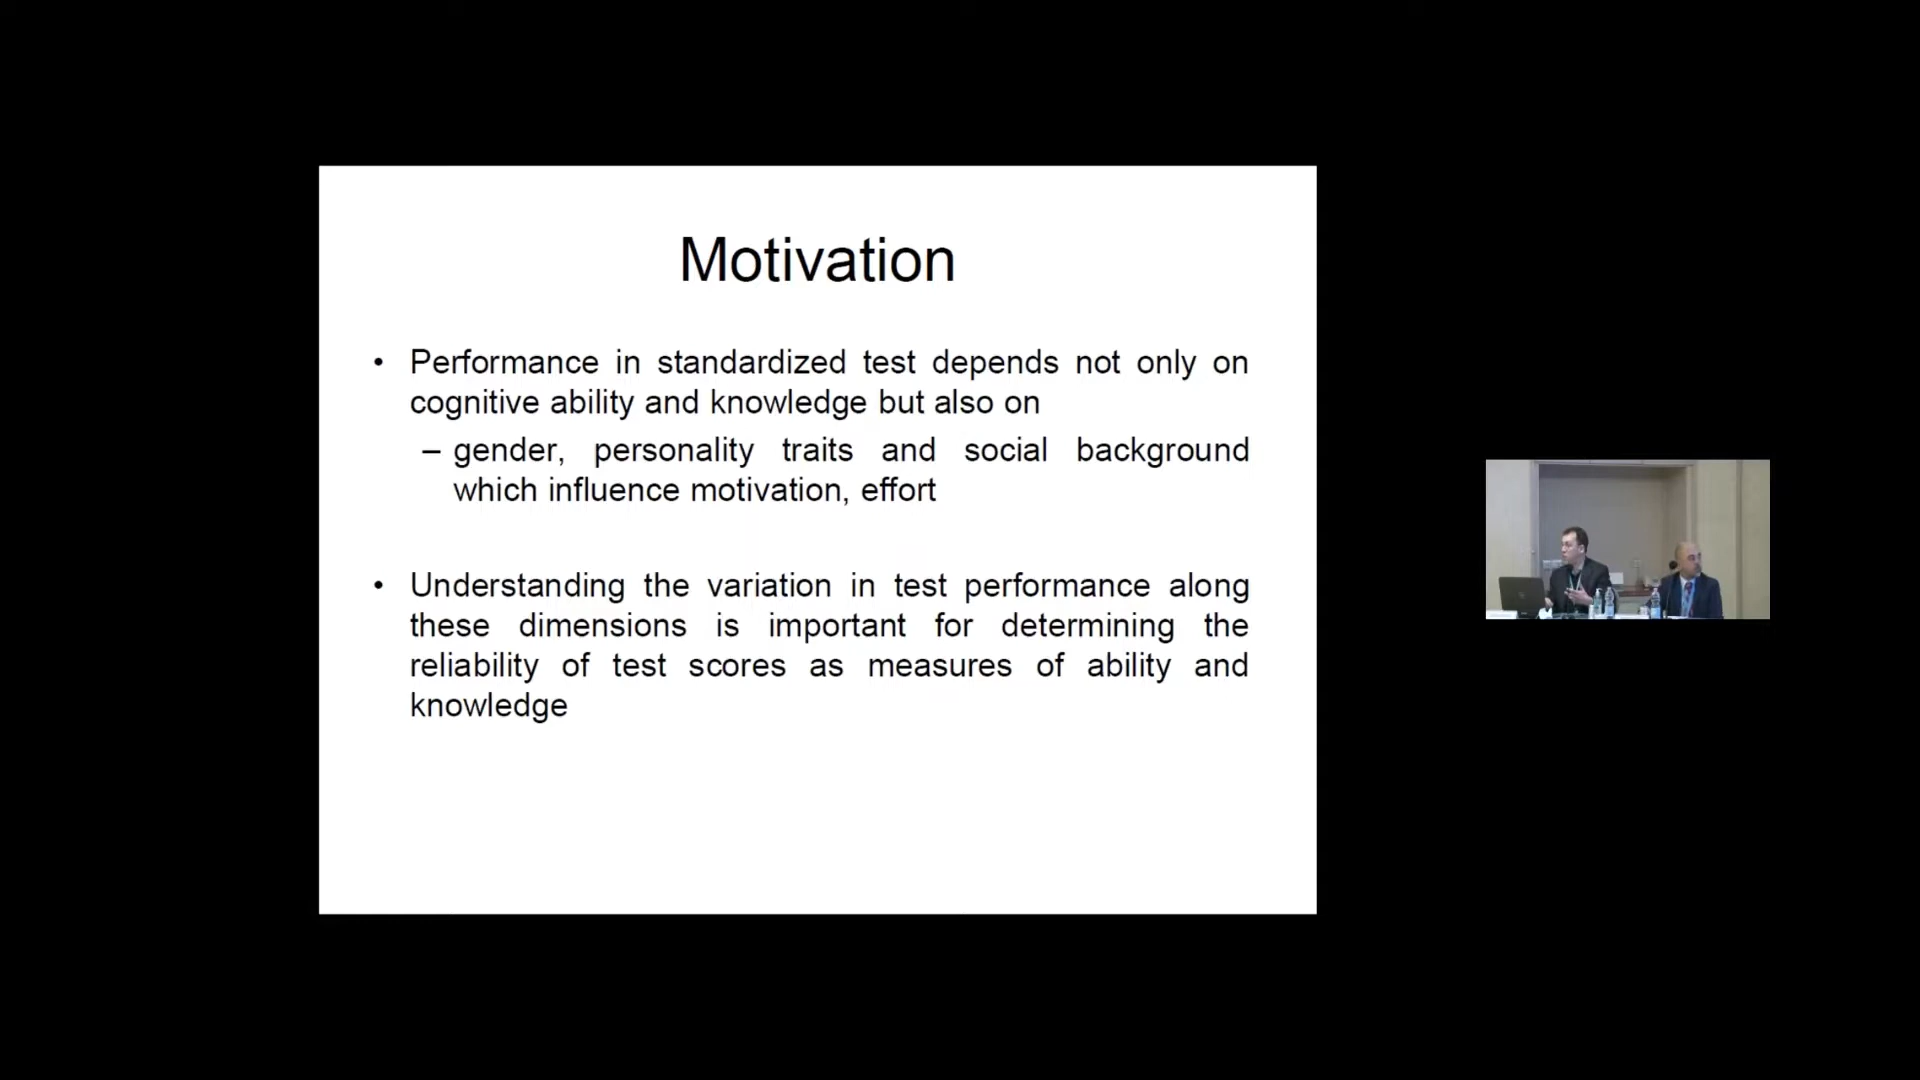 Motivation
• Performance in standardized test depends not only on
cognitive ability and knowledge but also on
– gender, personality traits and social background
which influence motivation, effort
• Understanding the variation in test performance along
these dimensions is important for determining the
reliability of test scores as measures of ability and
knowledge